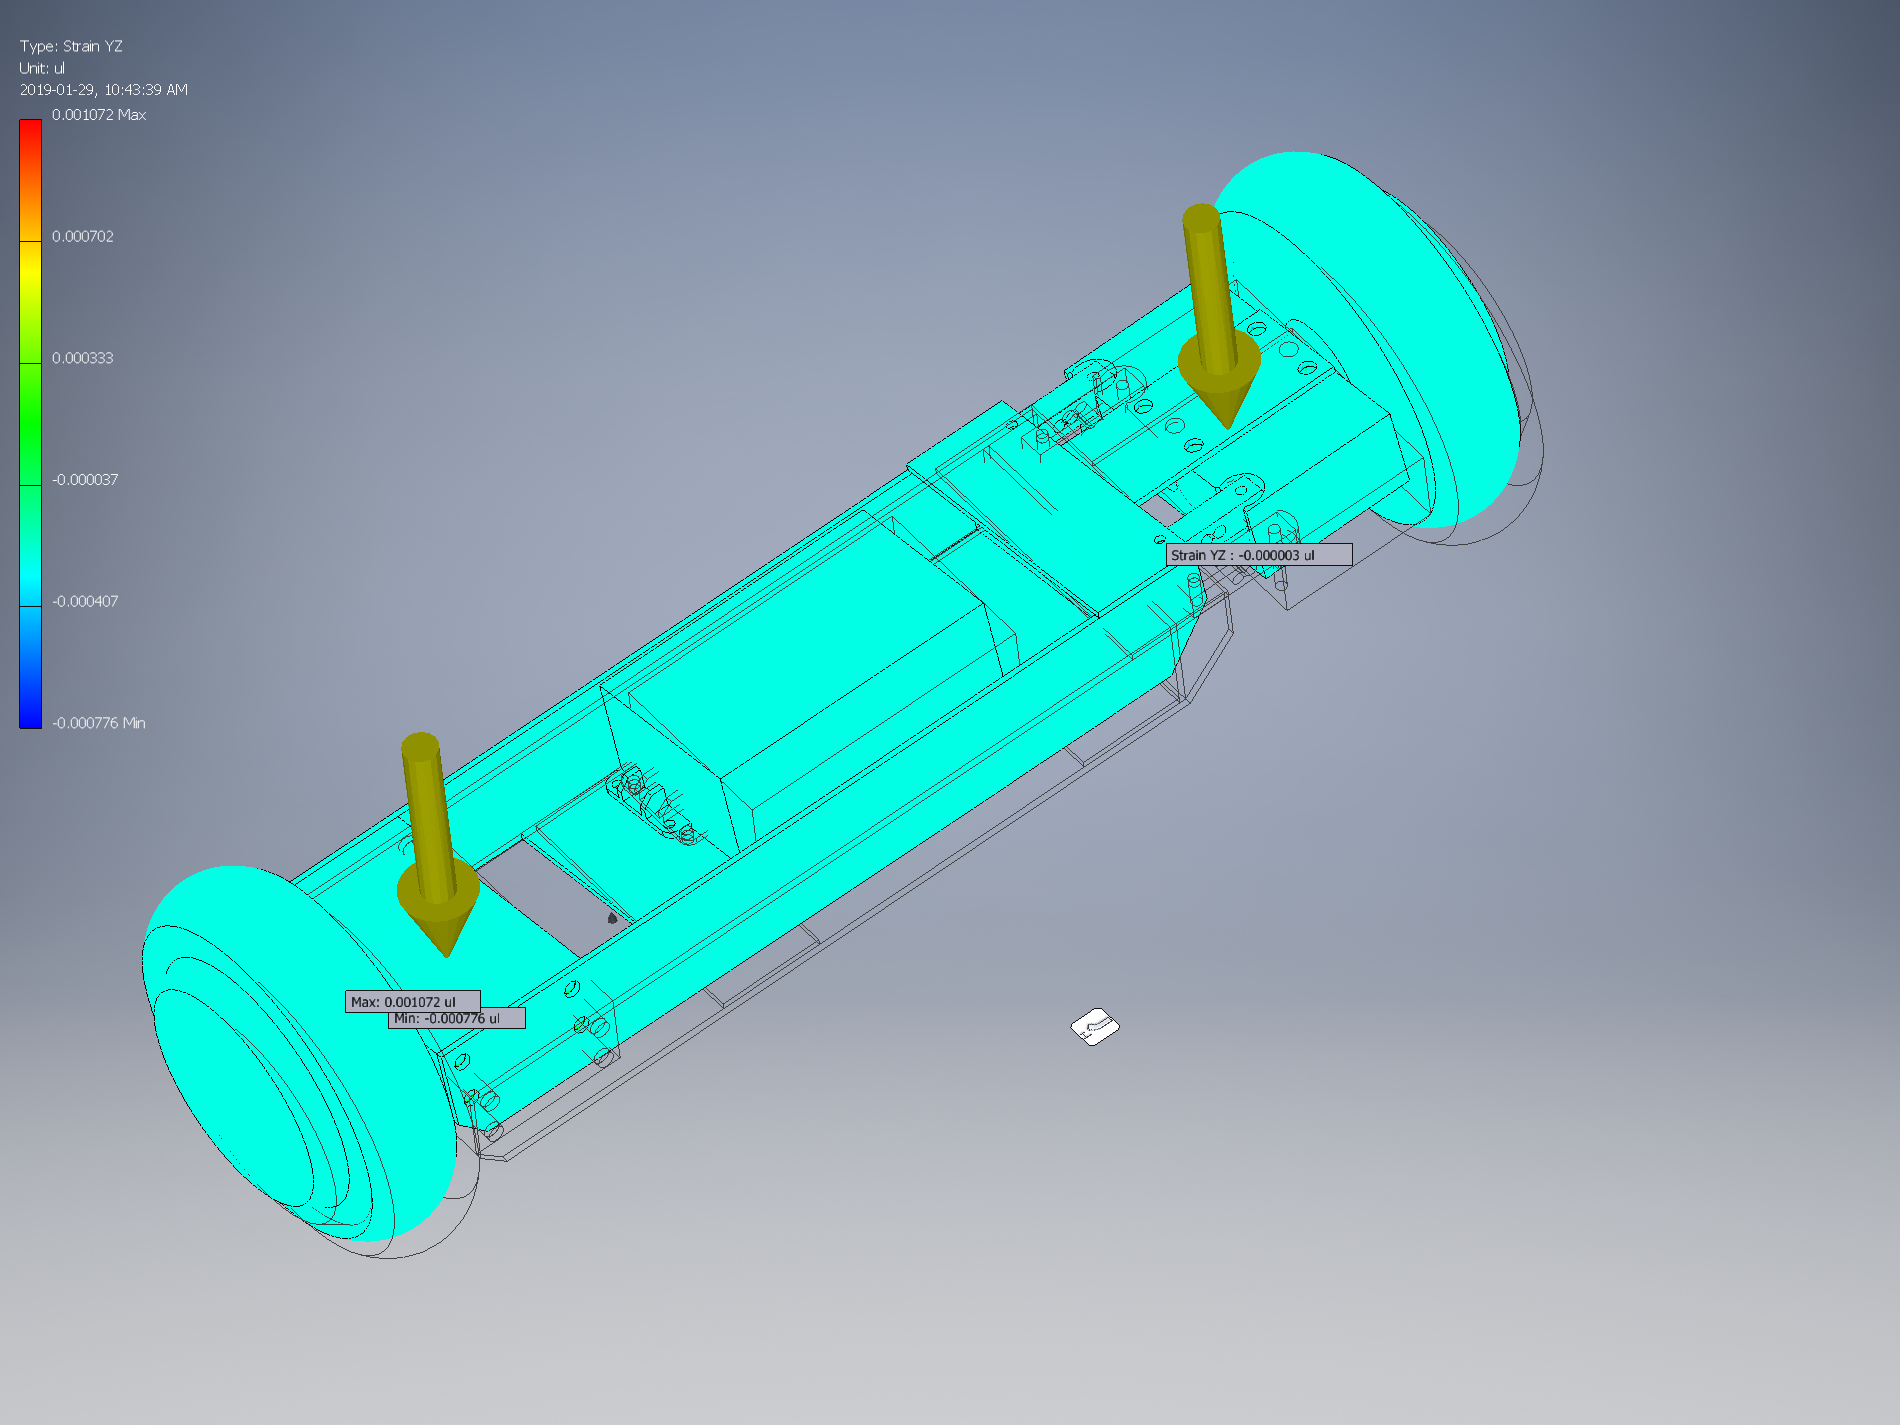 Type: Strain YZ
Unit: ul
2019-01-29, 10:43:39 AM
0.001072 Max
0.000702
0.000333
-0.000037
-0.000407
-0.000776 Min
Strain YZ : -0.000003 ul
Max: 0.001072 ul
Min: -0.000776 ul